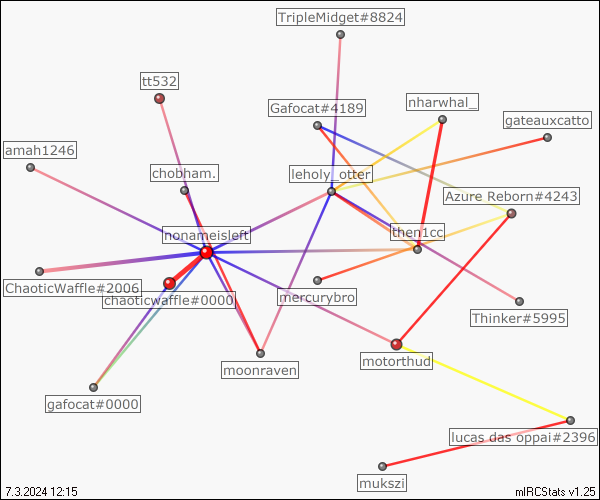 TripleMidget#8824
tt532
Gafocat#4189
nharwhal_
gateauxcatto
amah1246
chobham.
leholy_otter
Azure Reborn#4243
nonameisleft
then1cc
ChaoticWaffle#2006
chaoticwaffle#0000
mercurybro
Thinker#5995
moonraven
motorthud
gafocat#0000
lucas das oppai#2396
mukszi
7.3.2024 12:15
mIRCStats v1.25